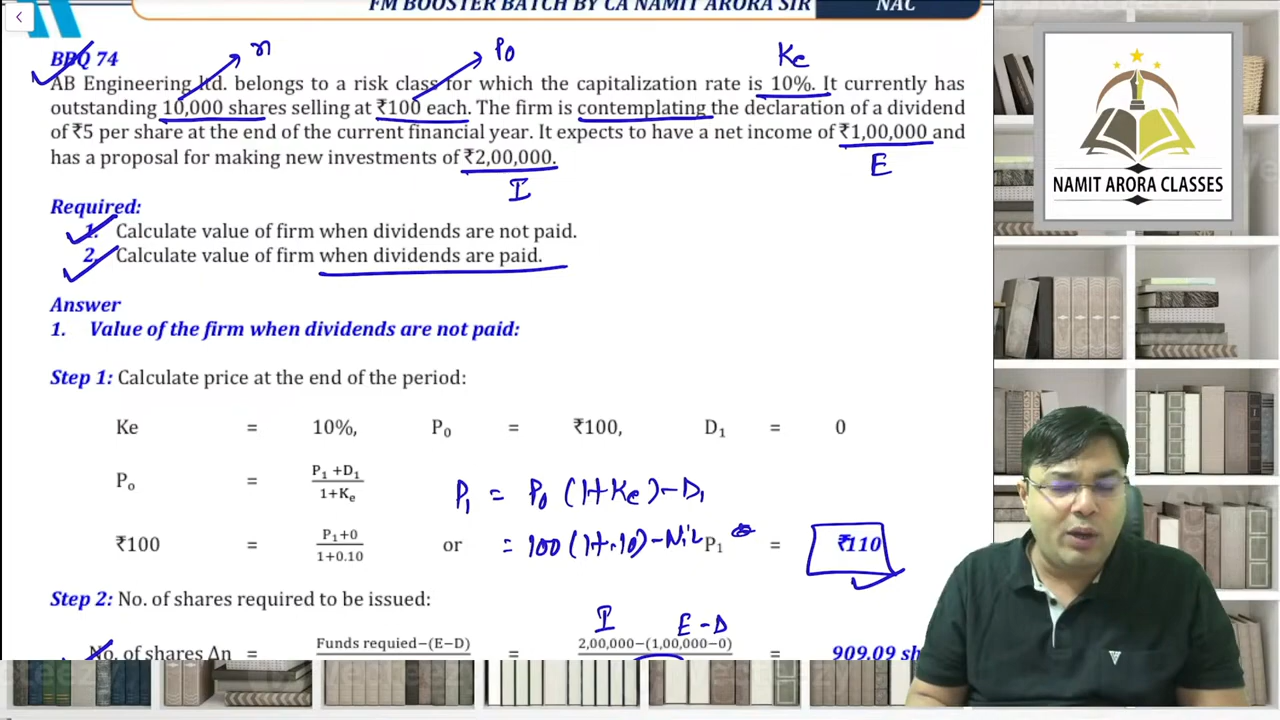 FM BOOSTER BATCH BY CA NAMIT ARORA SIR
NAC
BBQ 74
n
P0
Ke
AB Engineering ltd. belongs to a risk class for which the capitalization rate is 10%. It currently has
outstanding 10,000 shares selling at ₹100 each. The firm is contemplating the declaration of a dividend
of ₹5 per share at the end of the current financial year. It expects to have a net income of ₹1,00,000 and
has a proposal for making new investments of ₹2,00,000.
E
I
Required:
1. Calculate value of firm when dividends are not paid.
2. Calculate value of firm when dividends are paid.
Answer
1. Value of the firm when dividends are not paid:
Step 1: Calculate price at the end of the period:
Ke = 10%, Po = ₹100, D1 = 0
Po = P1 +D1 / 1+Ke
P1 = P0 (1+Ke) - D1
₹100 = P1+0 / 1+0.10 or P1 = ₹110
= 100 (1+.10) - Nil
Step 2: No. of shares required to be issued:
I E - D
No. of shares Δn = Funds requied−(E−D) = 2,00,000−(1,00,000−0) = 909.09 sh
NAMIT ARORA CLASSES